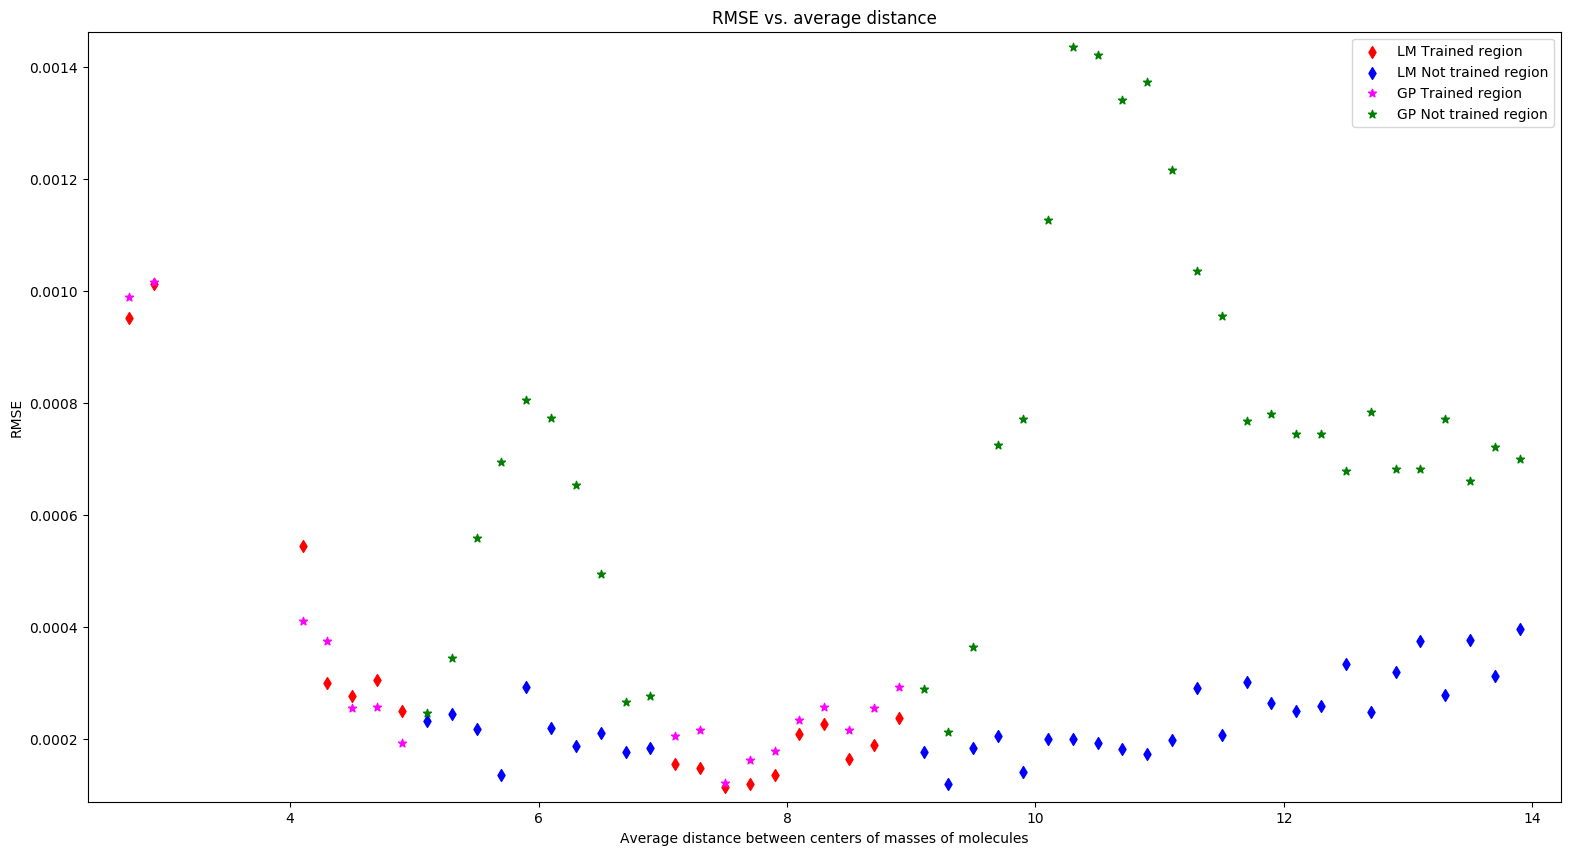 RMSE vs. average distance
LM Trained region
LM Not trained region
GP Trained region
GP Not trained region
RMSE
0.0014
0.0012
0.0010
0.0008
0.0006
0.0004
0.0002
4 6 8 10 12 14
Average distance between centers of masses of molecules